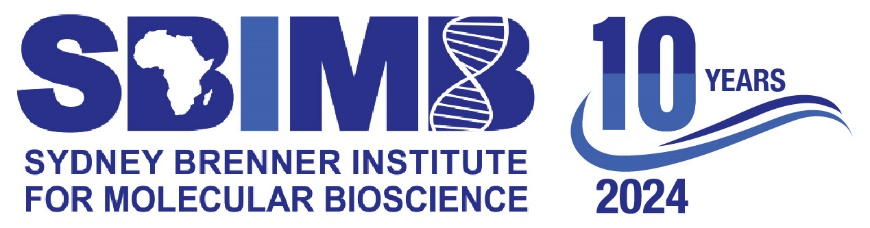 SBIMB
SYDNEY BRENNER INSTITUTE
FOR MOLECULAR BIOSCIENCE
10 YEARS
2024